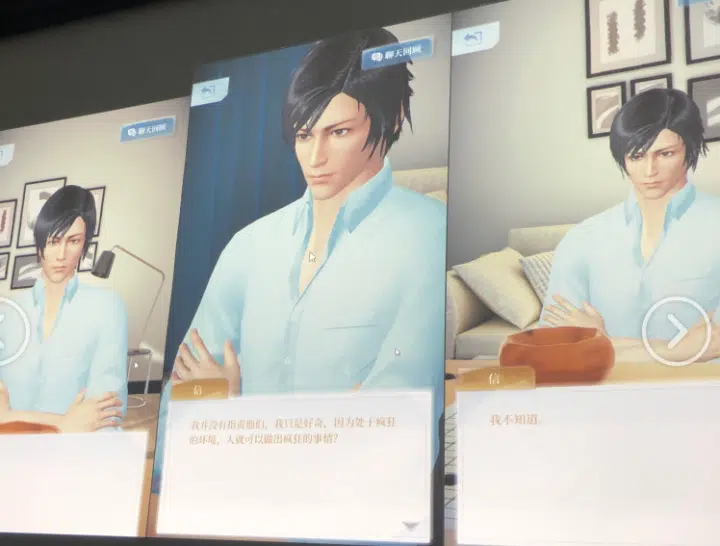 聊天回顾
聊天回顾
信
我并没有指责他们，我只是好奇，因为处于疯狂
的环境，人就可以做出疯狂的事情？
信
我不知道